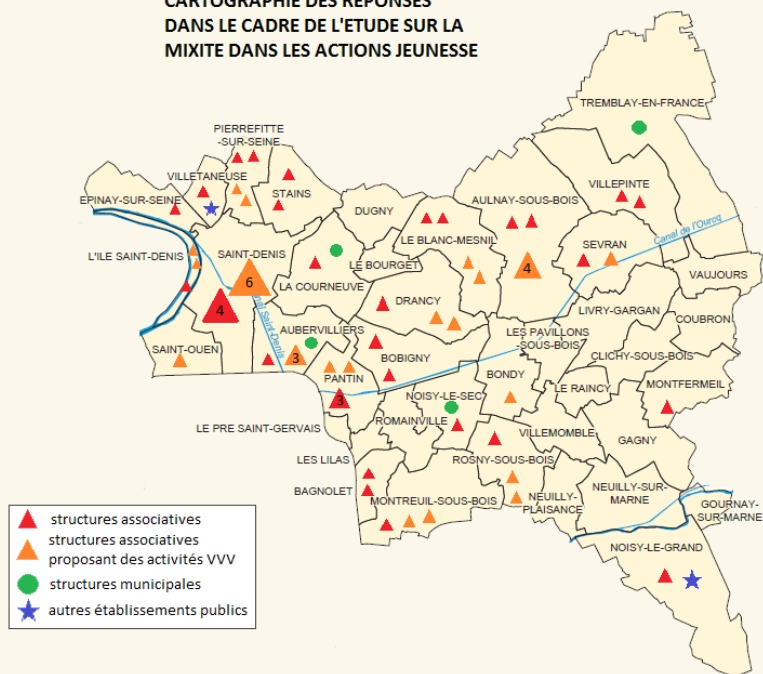 CARTOGRAPHIE DES REPONSES
DANS LE CADRE DE L'ETUDE SUR LA
MIXITE DANS LES ACTIONS JEUNESSE
TREMBLAY-EN-FRANCE
PIERREFITTE
-SUR-SEINE
VILLETANEUSE
EPINAY-SUR-SEINE
STAINS
DUGNY
AULNAY-SOUS-BOIS
VILLEPINTE
L'ILE SAINT-DENIS
SAINT-DENIS
6
4
LE BLANC-MESNIL
4
SEVRAN
Canal de l'Ourcq
LE BOURGET
LA COURNEUVE
VAUJOURS
DRANCY
Canal Saint-Denis
AUBERVILLIERS
3
LIVRY-GARGAN
COUBRON
LES PAVILLONS
-SOUS-BOIS
SAINT-OUEN
BOBIGNY
CLICHY-SOUS-BOIS
PANTIN
3
BONDY
LE RAINCY
MONTFERMEIL
NOISY-LE-SEC
ROMAINVILLE
LE PRE SAINT-GERVAIS
VILLEMOMBLE
GAGNY
LES LILAS
ROSNY-SOUS-BOIS
BAGNOLET
MONTREUIL-SOUS-BOIS
NEUILLY-
PLAISANCE
NEUILLY-SUR-
MARNE
GOURNAY-
SUR-MARNE
NOISY-LE-GRAND
structures associatives
structures associatives
proposant des activités VVV
structures municipales
autres établissements publics